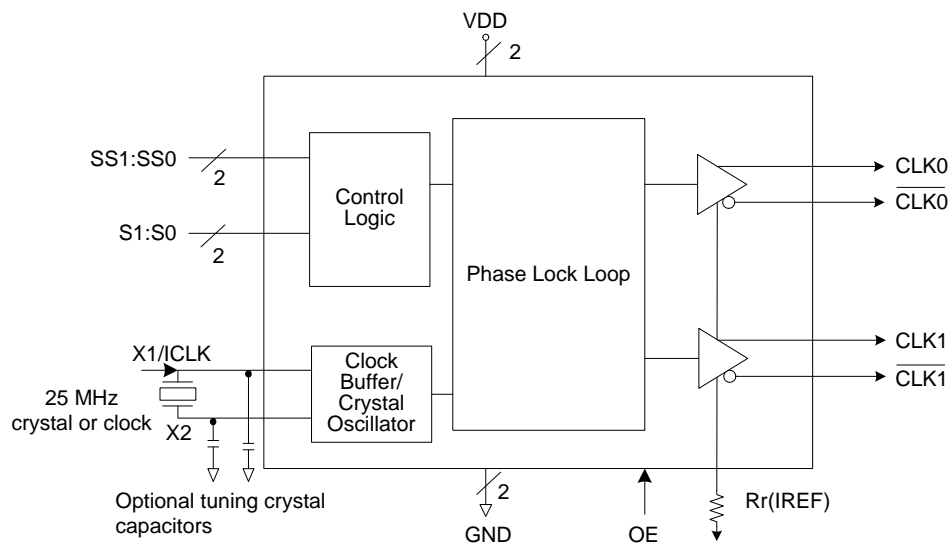 VDD
2
SS1:SS0
2
S1:S0
2
Control
Logic
Phase Lock Loop
CLK0
CLK0
CLK1
CLK1
X1/ICLK
25 MHz
crystal or clock
X2
Clock
Buffer/
Crystal
Oscillator
Optional tuning crystal
capacitors
2
GND
OE
Rr(IREF)